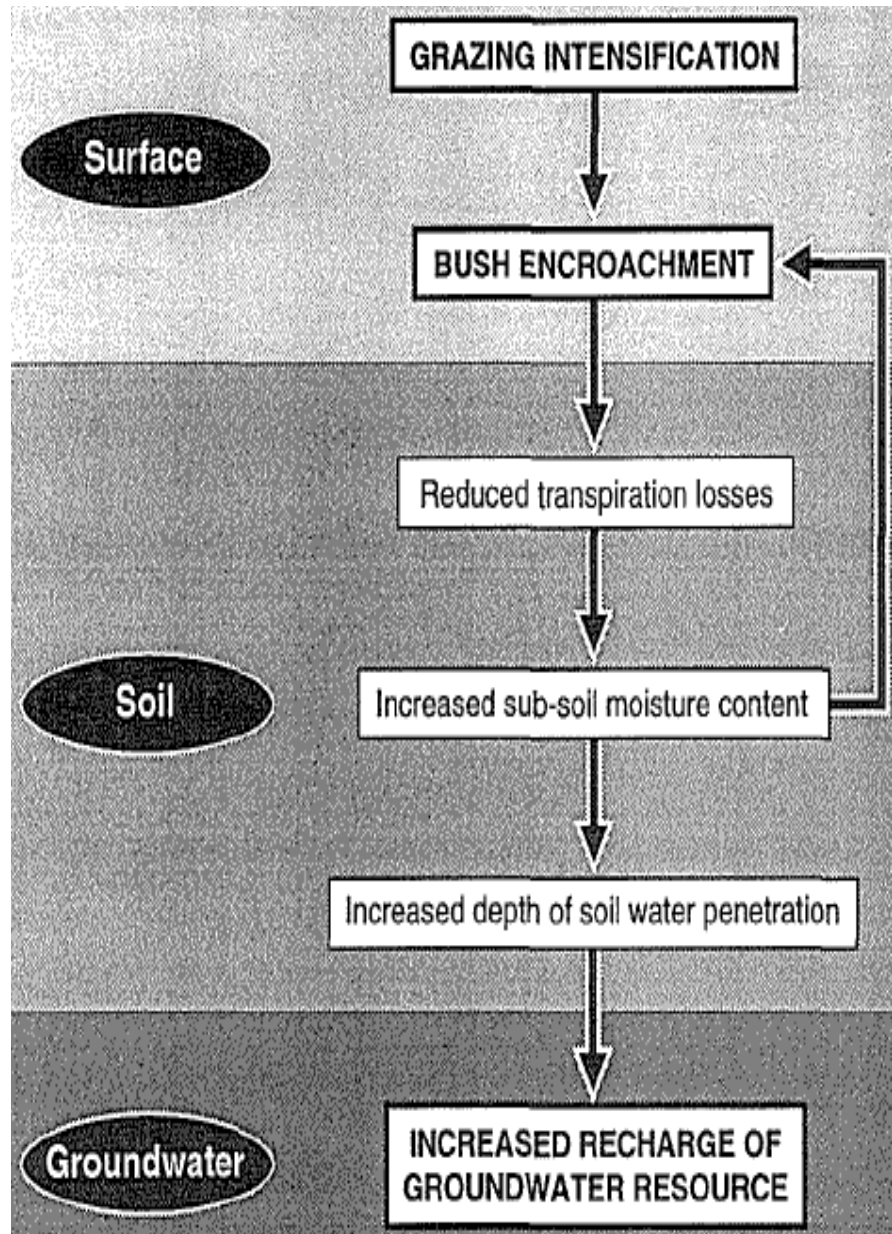 GRAZING INTENSIFICATION
Surface
BUSH ENCROACHMENT
Reduced transpiration losses
Soil
Increased sub-soil moisture content
Increased depth of soil water penetration
Groundwater
INCREASED RECHARGE OF
GROUNDWATER RESOURCE